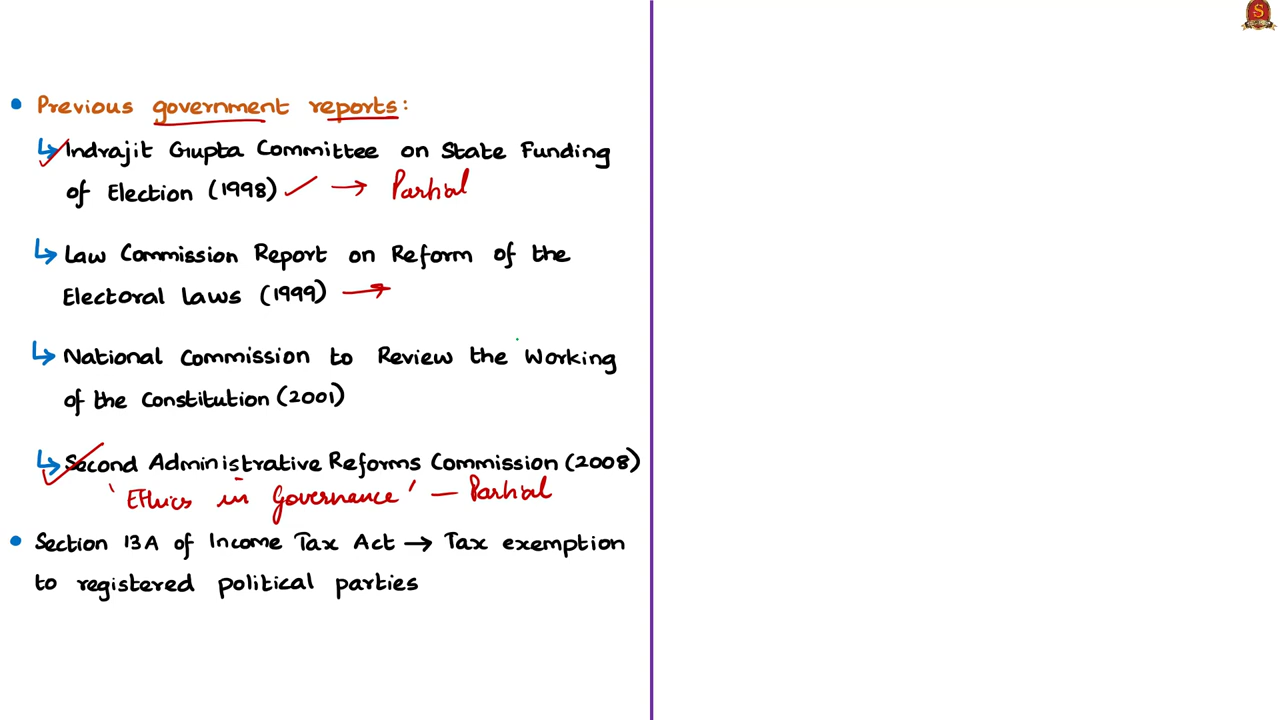 Previous government reports:
Indrajit Gupta Committee on State Funding
of Election (1998) → Partial
Law Commission Report on Reform of the
Electoral Laws (1999) →
National Commission to Review the Working
of the Constitution (2001)
Second Administrative Reforms Commission (2008)
'Ethics in Governance' - Partial
Section 13A of Income Tax Act → Tax exemption
to registered political parties
S